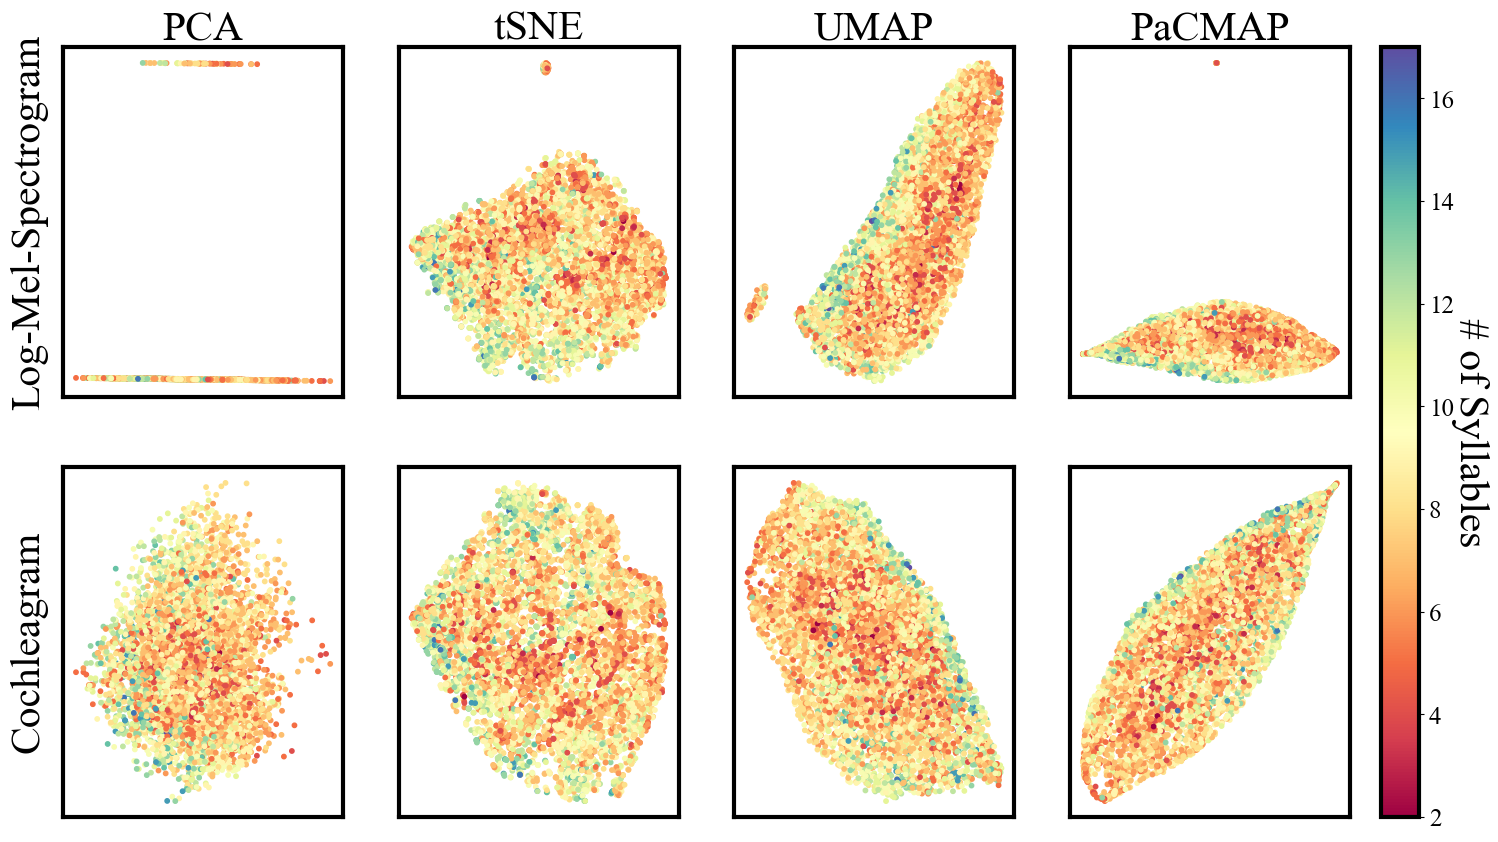 PCA
tSNE
UMAP
PaCMAP
Log-Mel-Spectrogram
Cochleagram
16
14
12
10
8
6
4
2
# of Syllables